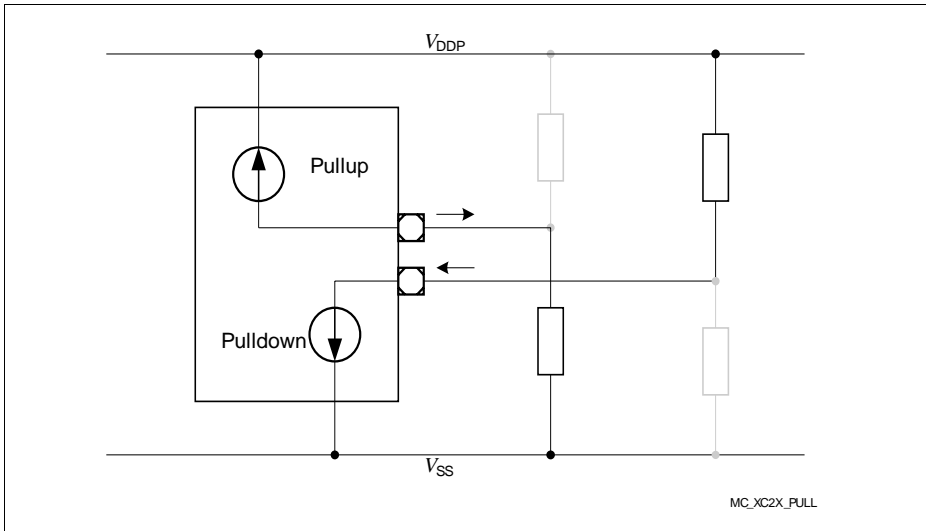 VDDP
Pullup
Pulldown
VSS
MC_XC2X_PULL